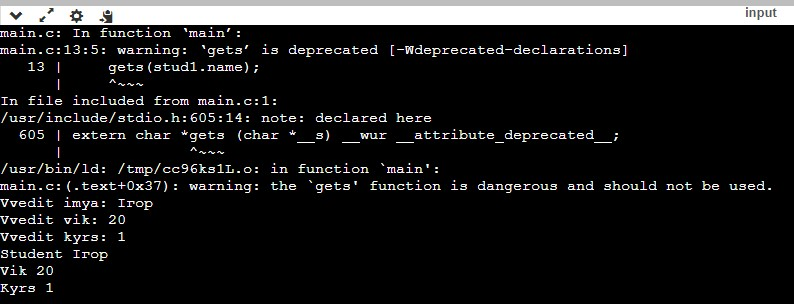 input
main.c: In function ‘main’:
main.c:13:5: warning: ‘gets’ is deprecated [-Wdeprecated-declarations]
   13 |     gets(stud1.name);
      |     ^~~~
In file included from main.c:1:
/usr/include/stdio.h:605:14: note: declared here
  605 | extern char *gets (char *__s) __wur __attribute_deprecated__;
      |              ^~~~
/usr/bin/ld: /tmp/cc96ks1L.o: in function `main':
main.c:(.text+0x37): warning: the `gets' function is dangerous and should not be used.
Vvedit imya: Irop
Vvedit vik: 20
Vvedit kyrs: 1
Student Irop
Vik 20
Kyrs 1